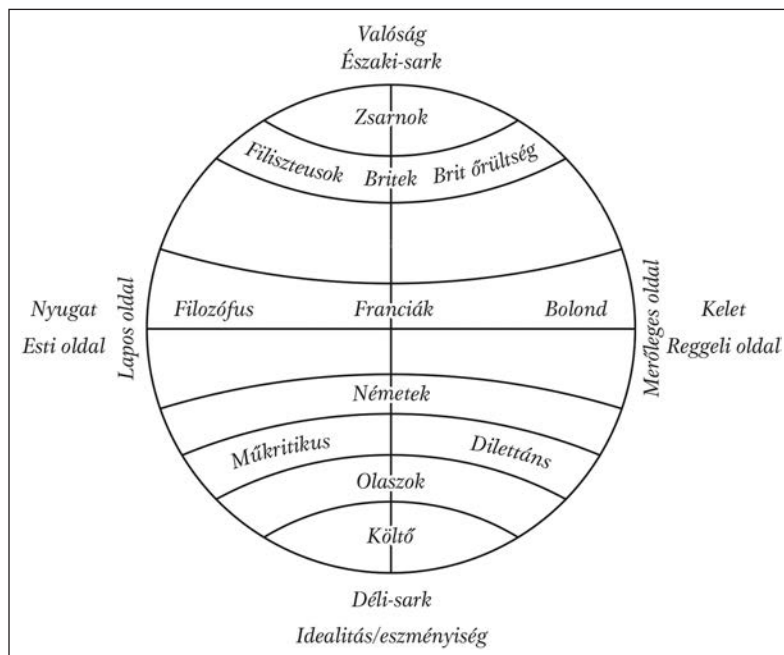 Valóság
Északi-sark
Zsarnok
Filiszteusok
Britek
Brit őrültség
Nyugat
Esti oldal
Lapos oldal
Filozófus
Franciák
Bolond
Merőleges oldal
Kelet
Reggeli oldal
Németek
Műkritikus
Dilettáns
Olaszok
Költő
Déli-sark
Idealitás/eszményiség